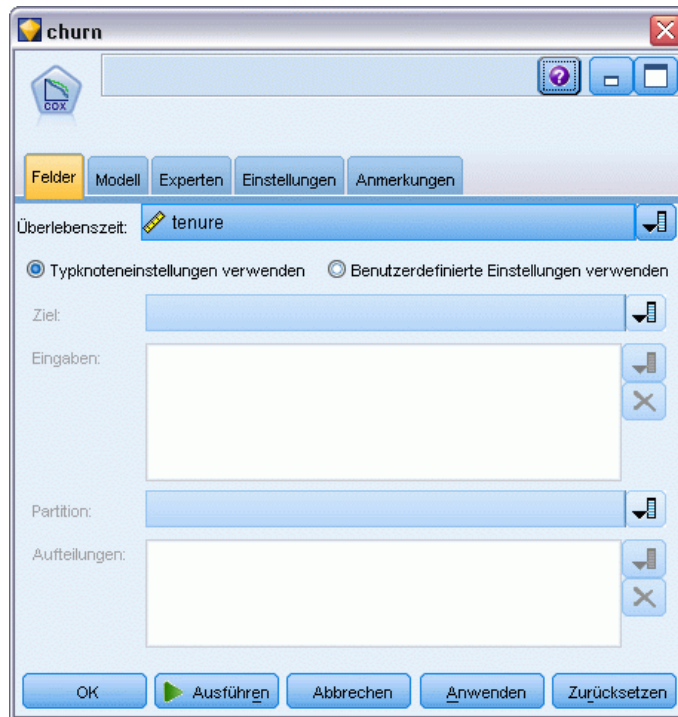 churn
COX
Felder Modell Experten Einstellungen Anmerkungen
Überlebenszeit: tenure
Typknoteneinstellungen verwenden Benutzerdefinierte Einstellungen verwenden
Ziel:
Eingaben:
Partition:
Aufteilungen:
OK Ausführen Abbrechen Anwenden Zurücksetzen